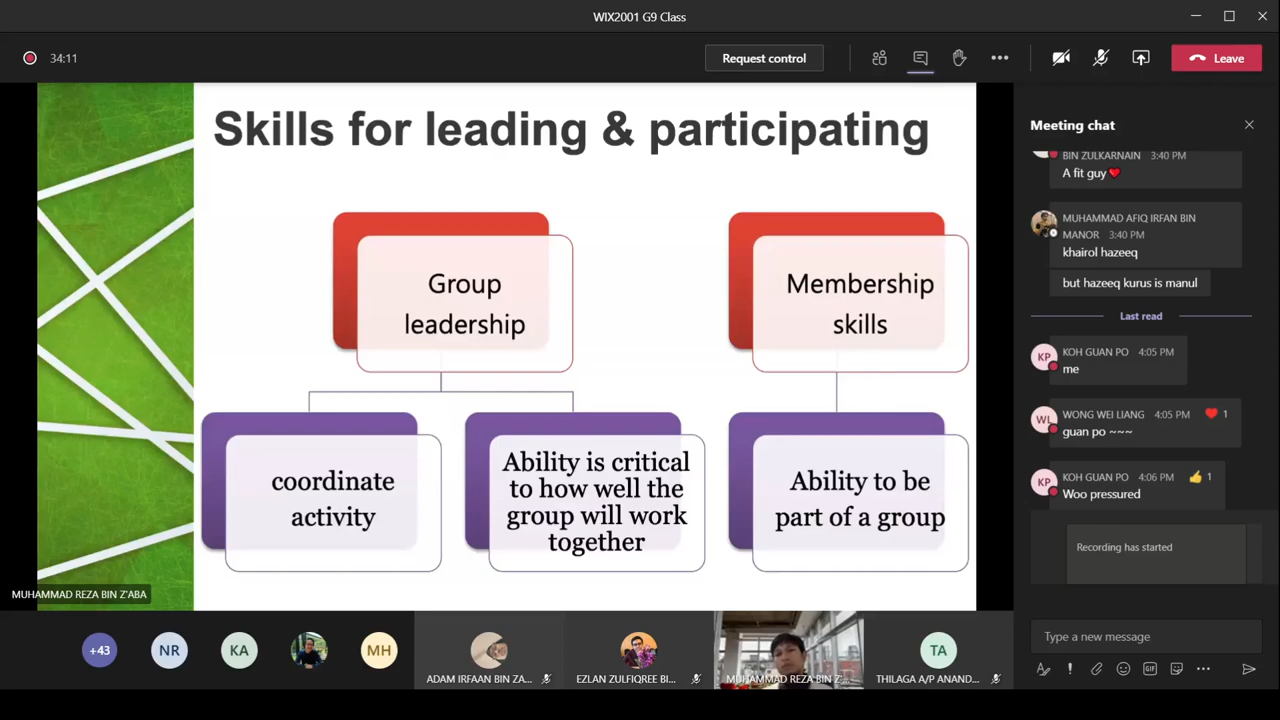 WIX2001 G9 Class
34:11
Request control
Leave
Skills for leading & participating
Group
leadership
Membership
skills
coordinate
activity
Ability is critical
to how well the
group will work
together
Ability to be
part of a group
MUHAMMAD REZA BIN Z'ABA
+43
NR
KA
MH
ADAM IRFAAN BIN ZA...
EZLAN ZULFIQREE BI...
MUHAMMAD REZA BIN Z'...
TA
THILAGA A/P ANAND...
Meeting chat
BIN ZULKARNAIN 3:40 PM
A fit guy❤
MUHAMMAD AFIQ IRFAN BIN
MANOR 3:40 PM
khairol hazeeq
but hazeeq kurus is manul
Last read
KP
KOH GUAN PO 4:05 PM
me
WL
WONG WEI LIANG 4:05 PM ❤ 1
guan po ~~~
KP
KOH GUAN PO 4:06 PM 👍 1
Woo pressured
Recording has started
Type a new message
GIF